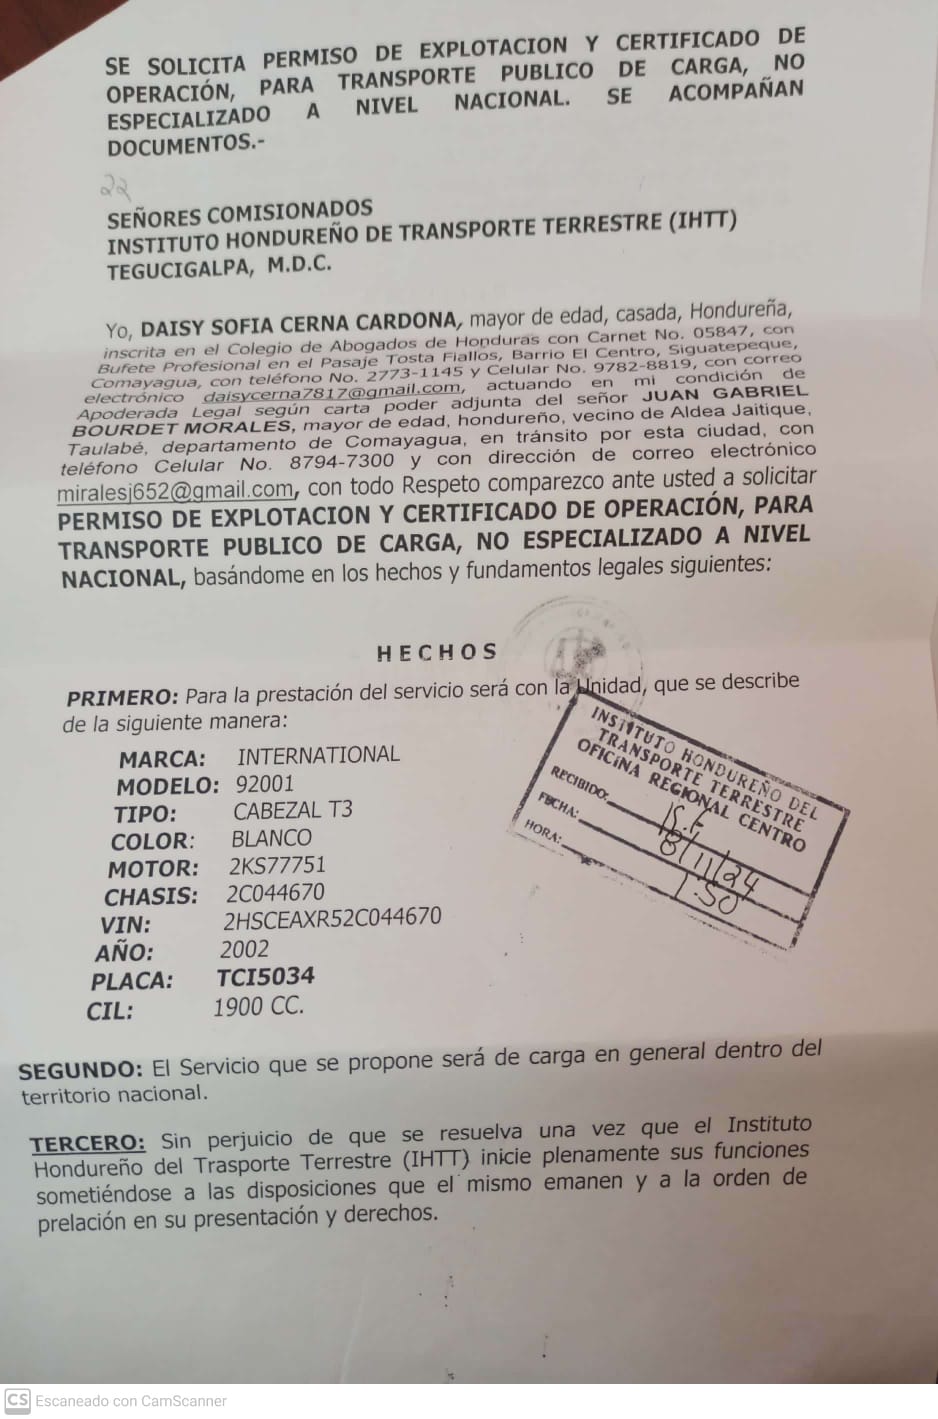 SE SOLICITA PERMISO DE EXPLOTACION Y CERTIFICADO DE
OPERACIÓN, PARA TRANSPORTE PUBLICO DE CARGA, NO
ESPECIALIZADO A NIVEL NACIONAL. SE ACOMPAÑAN
DOCUMENTOS.-
22
SEÑORES COMISIONADOS
INSTITUTO HONDUREÑO DE TRANSPORTE TERRESTRE (IHTT)
TEGUCIGALPA, M.D.C.
Yo, DAISY SOFIA CERNA CARDONA, mayor de edad, casada, Hondureña,
inscrita en el Colegio de Abogados de Honduras con Carnet No. 05847, con
Bufete Profesional en el Pasaje Tosta Fiallos, Barrio El Centro, Siguatepeque,
Comayagua, con teléfono No. 2773-1145 y Celular No. 9782-8819, con correo
electrónico daisycerna7817@gmail.com, actuando en mi condición de
Apoderada Legal según carta poder adjunta del señor JUAN GABRIEL
BOURDET MORALES, mayor de edad, hondureño, vecino de Aldea Jaitique,
Taulabé, departamento de Comayagua, en tránsito por esta ciudad, con
teléfono Celular No. 8794-7300 y con dirección de correo electrónico
miralesj652@gmail.com, con todo Respeto comparezco ante usted a solicitar
PERMISO DE EXPLOTACION Y CERTIFICADO DE OPERACIÓN, PARA
TRANSPORTE PUBLICO DE CARGA, NO ESPECIALIZADO A NIVEL
NACIONAL, basándome en los hechos y fundamentos legales siguientes:
HECHOS
PRIMERO: Para la prestación del servicio será con la Unidad, que se describe
de la siguiente manera:
MARCA: INTERNATIONAL
MODELO: 92001
TIPO: CABEZAL T3
COLOR: BLANCO
MOTOR: 2KS77751
CHASIS: 2C044670
VIN: 2HSCEAXR52C044670
AÑO: 2002
PLACA: TCI5034
CIL: 1900 CC.
INSTITUTO HONDUREÑO DEL
TRANSPORTE TERRESTRE
OFICINA REGIONAL CENTRO
RECIBIDO:
FECHA: 18/11/24
HORA: 1:50
SEGUNDO: El Servicio que se propone será de carga en general dentro del
territorio nacional.
TERCERO: Sin perjuicio de que se resuelva una vez que el Instituto
Hondureño del Trasporte Terrestre (IHTT) inicie plenamente sus funciones
sometiéndose a las disposiciones que el mismo emanen y a la orden de
prelación en su presentación y derechos.
CS Escaneado con CamScanner